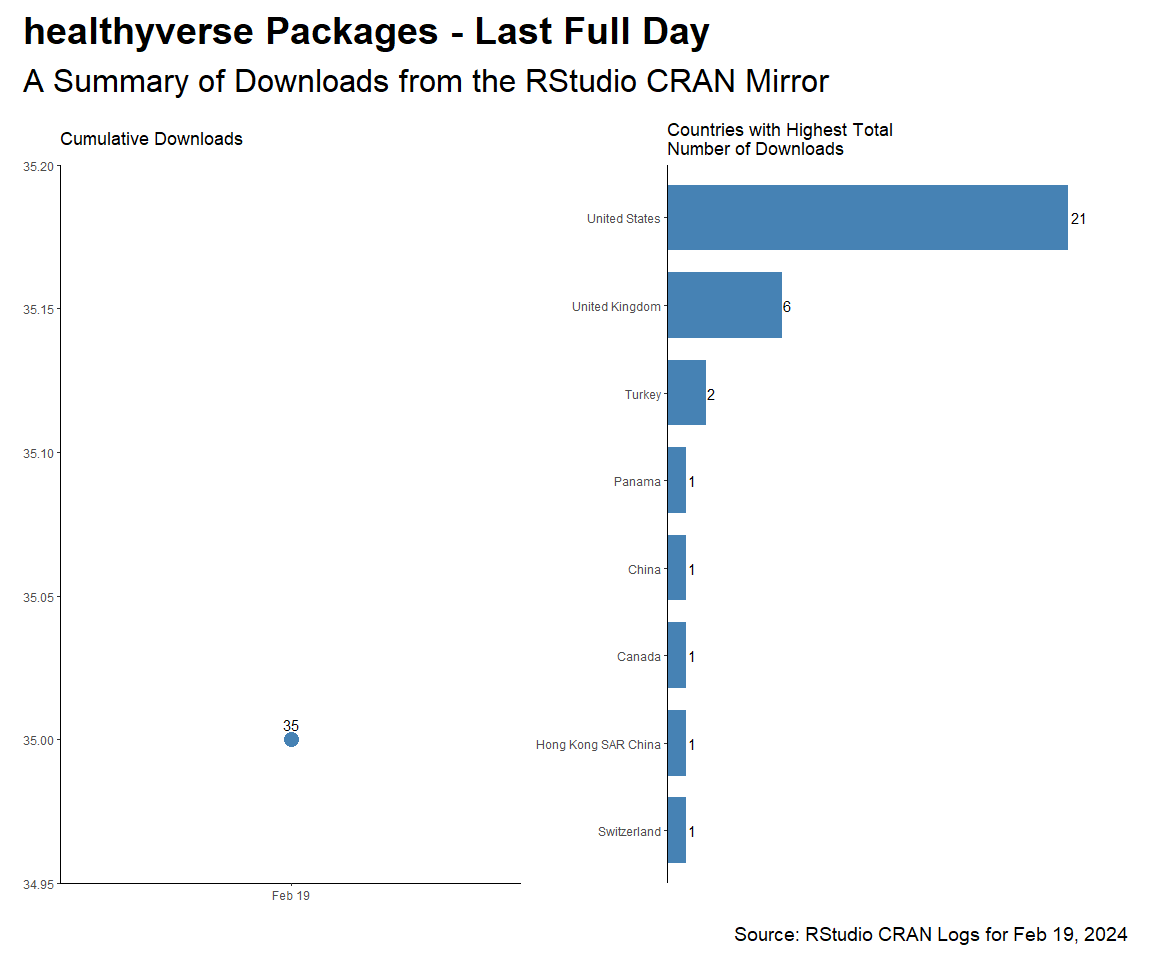 healthyverse Packages - Last Full Day
A Summary of Downloads from the RStudio CRAN Mirror
Cumulative Downloads
35.20
35.15
35.10
35.05
35.00
34.95
35
Feb 19
Countries with Highest Total
Number of Downloads
United States 21
United Kingdom 6
Turkey 2
Panama 1
China 1
Canada 1
Hong Kong SAR China 1
Switzerland 1
Source: RStudio CRAN Logs for Feb 19, 2024